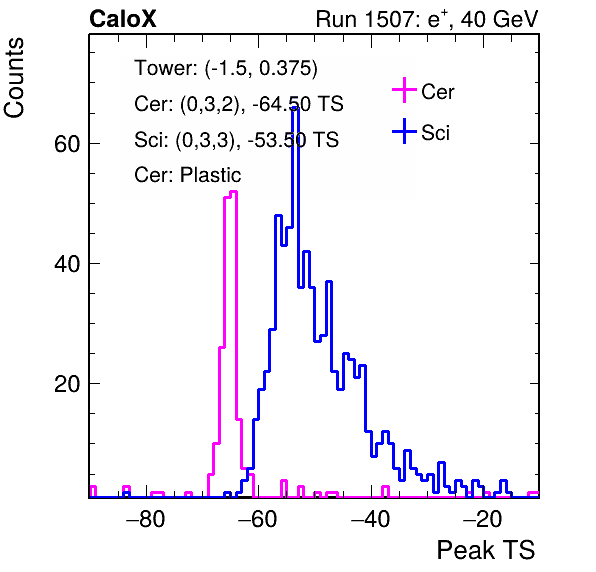 CaloX Run 1507: e⁺, 40 GeV
Counts
Tower: (-1.5, 0.375)
Cer: (0,3,2), -64.50 TS
Sci: (0,3,3), -53.50 TS
Cer: Plastic
Cer
Sci
60
40
20
−80 −60 −40 −20
Peak TS